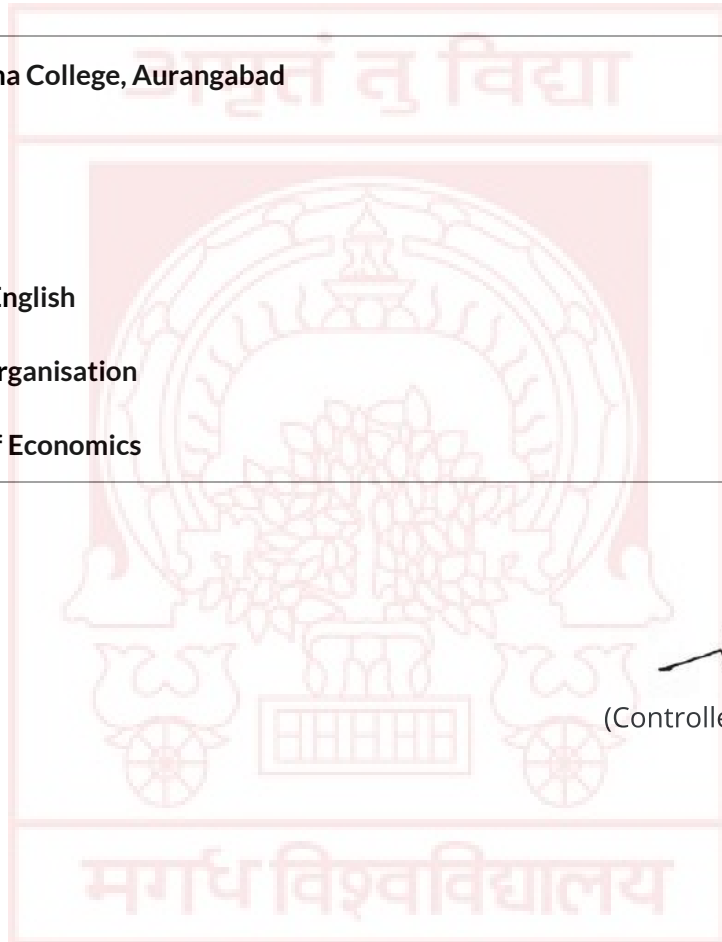 अमृतं तु विद्या
na College, Aurangabad
English
rganisation
f Economics
(Controlle
मगध विश्वविद्यालय